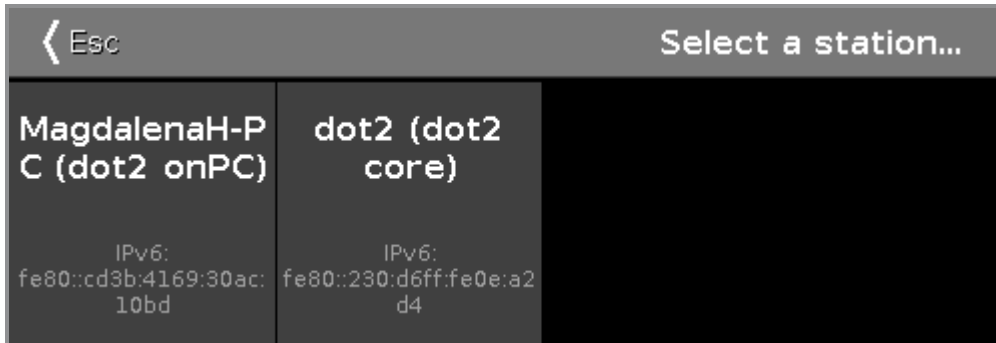 Esc
Select a station...
MagdalenaH-P
C (dot2 onPC)
IPv6:
fe80::cd3b:4169:30ac:
10bd
dot2 (dot2
core)
IPv6:
fe80::230:d6ff:fe0e:a2
d4